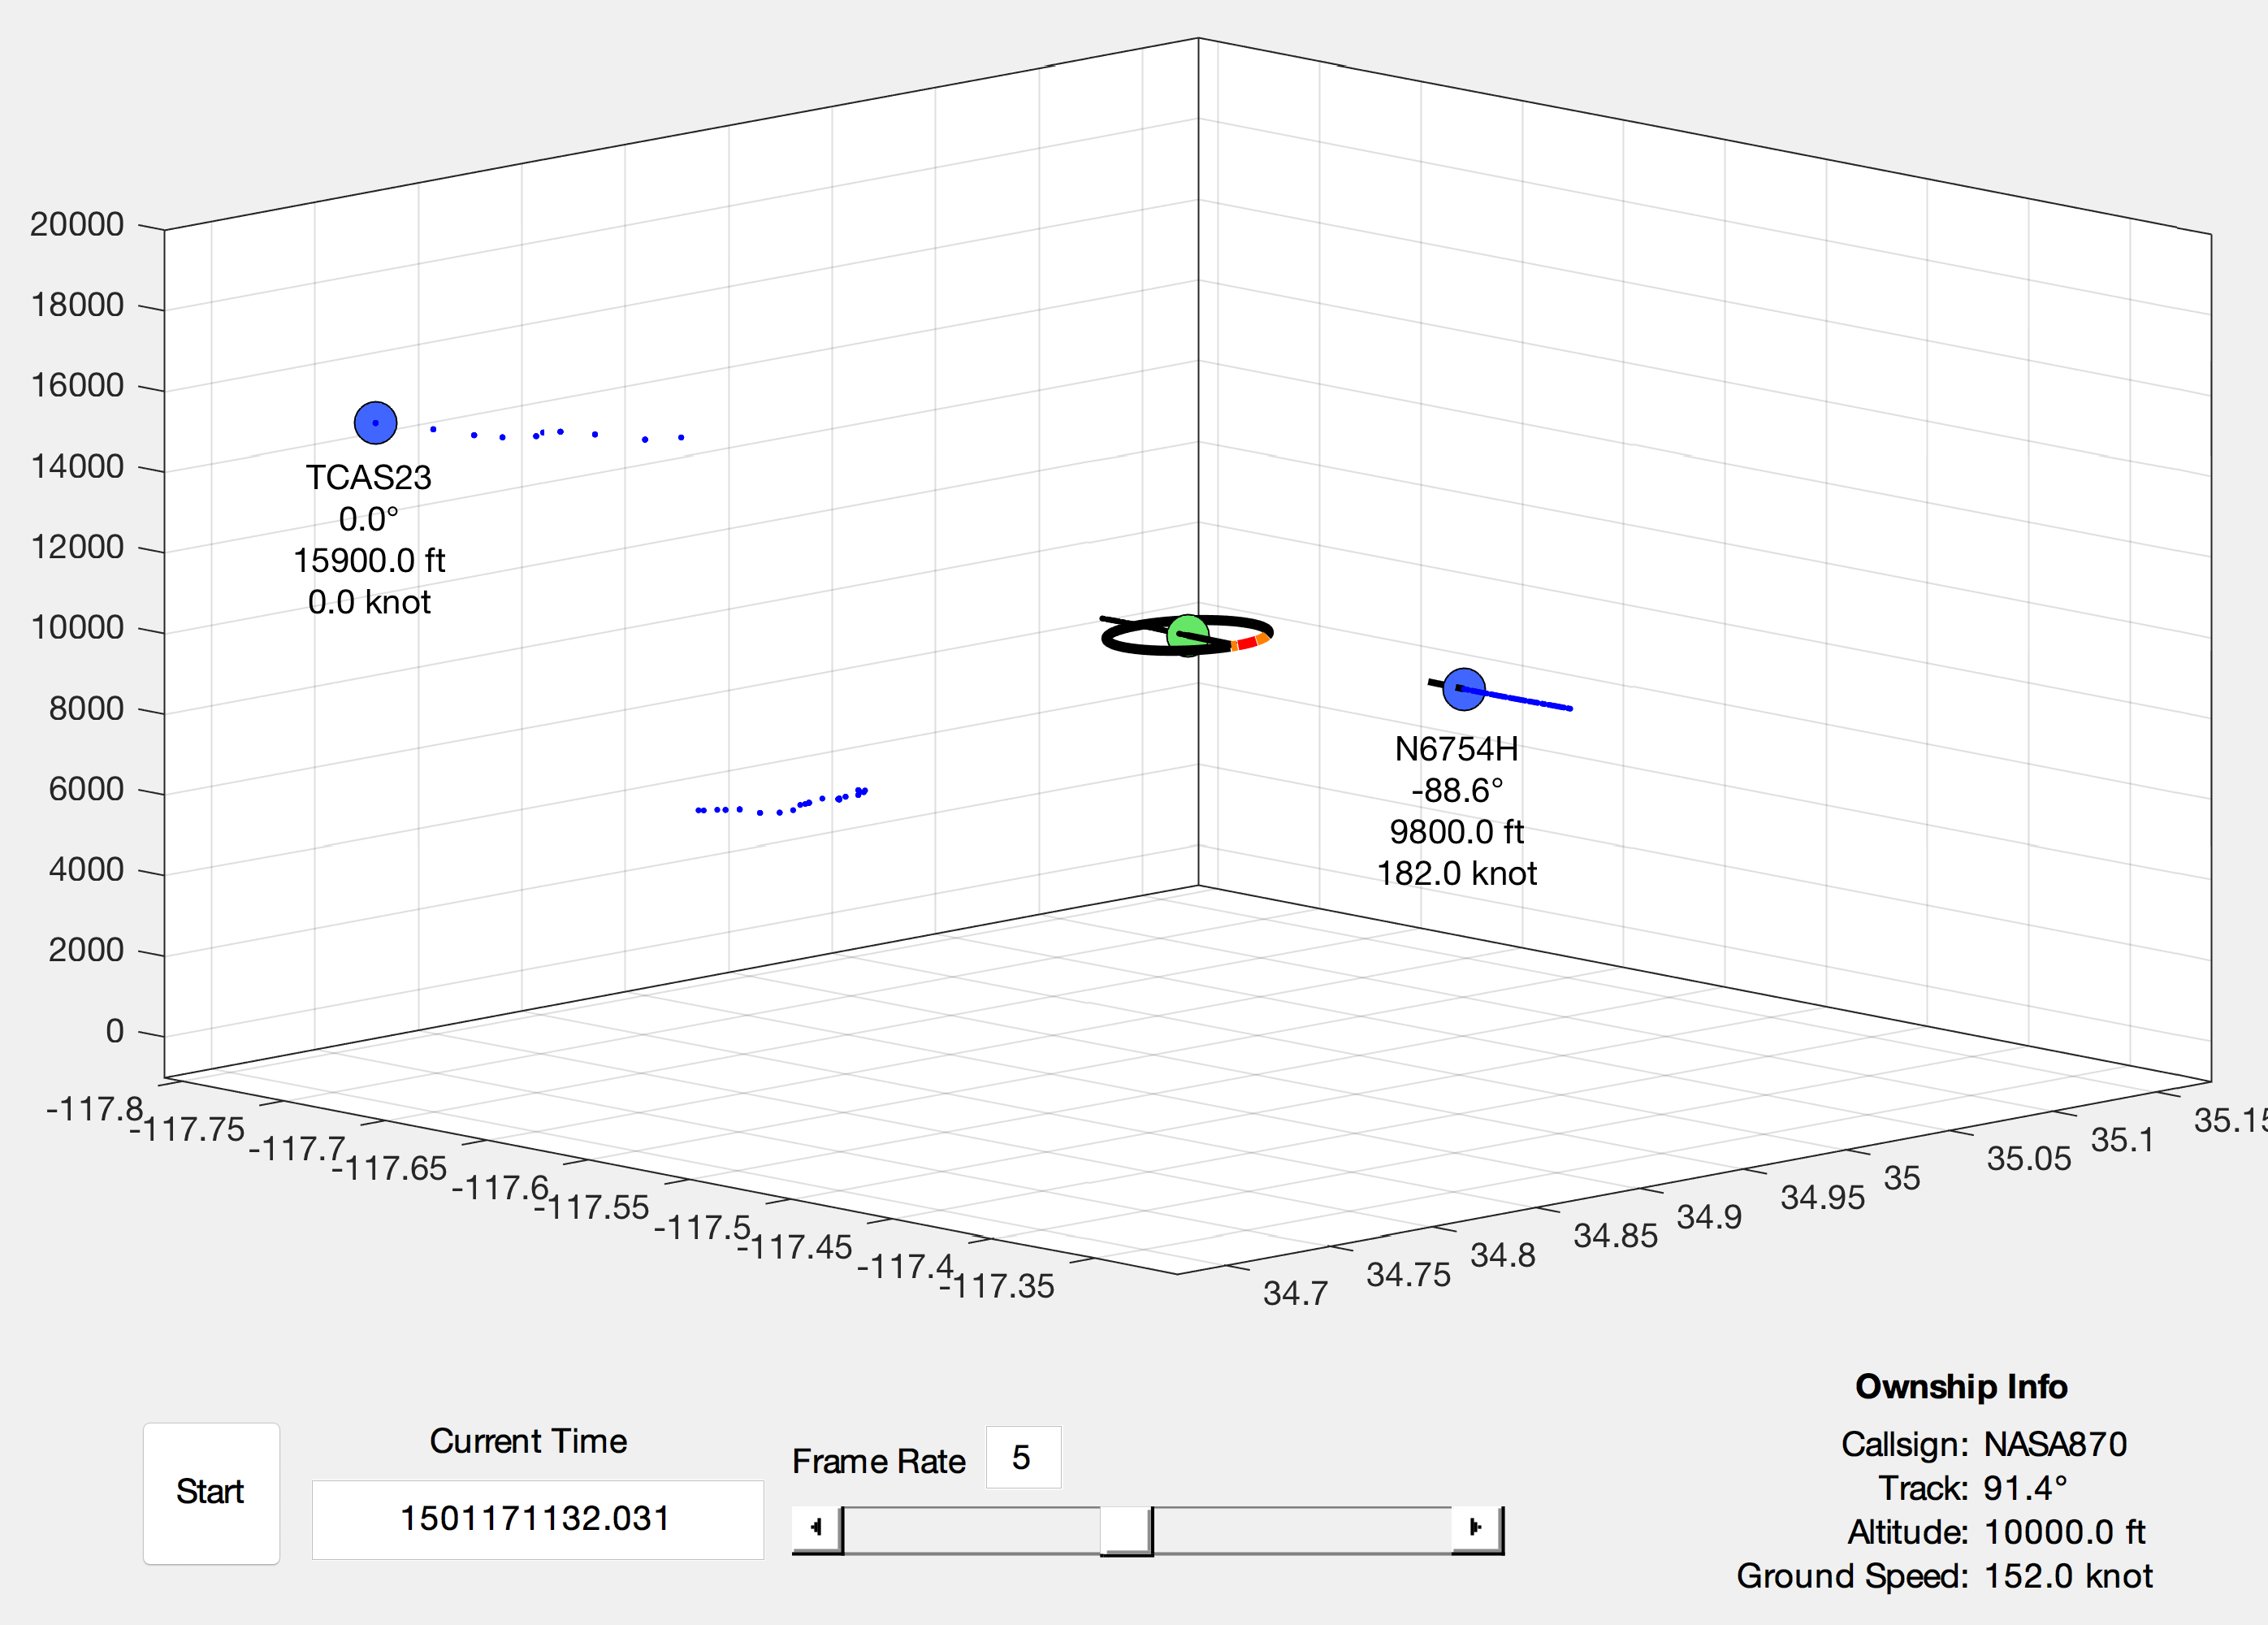 20000
18000
16000
14000
12000
10000
8000
6000
4000
2000
0
TCAS23
0.0°
15900.0 ft
0.0 knot
N6754H
-88.6°
9800.0 ft
182.0 knot
-117.8
-117.75
-117.7
-117.65
-117.6
-117.55
-117.5
-117.45
-117.4
-117.35
34.7
34.75
34.8
34.85
34.9
34.95
35
35.05
35.1
35.15
Start
Current Time
1501171132.031
Frame Rate 5
Ownship Info
Callsign: NASA870
Track: 91.4°
Altitude: 10000.0 ft
Ground Speed: 152.0 knot